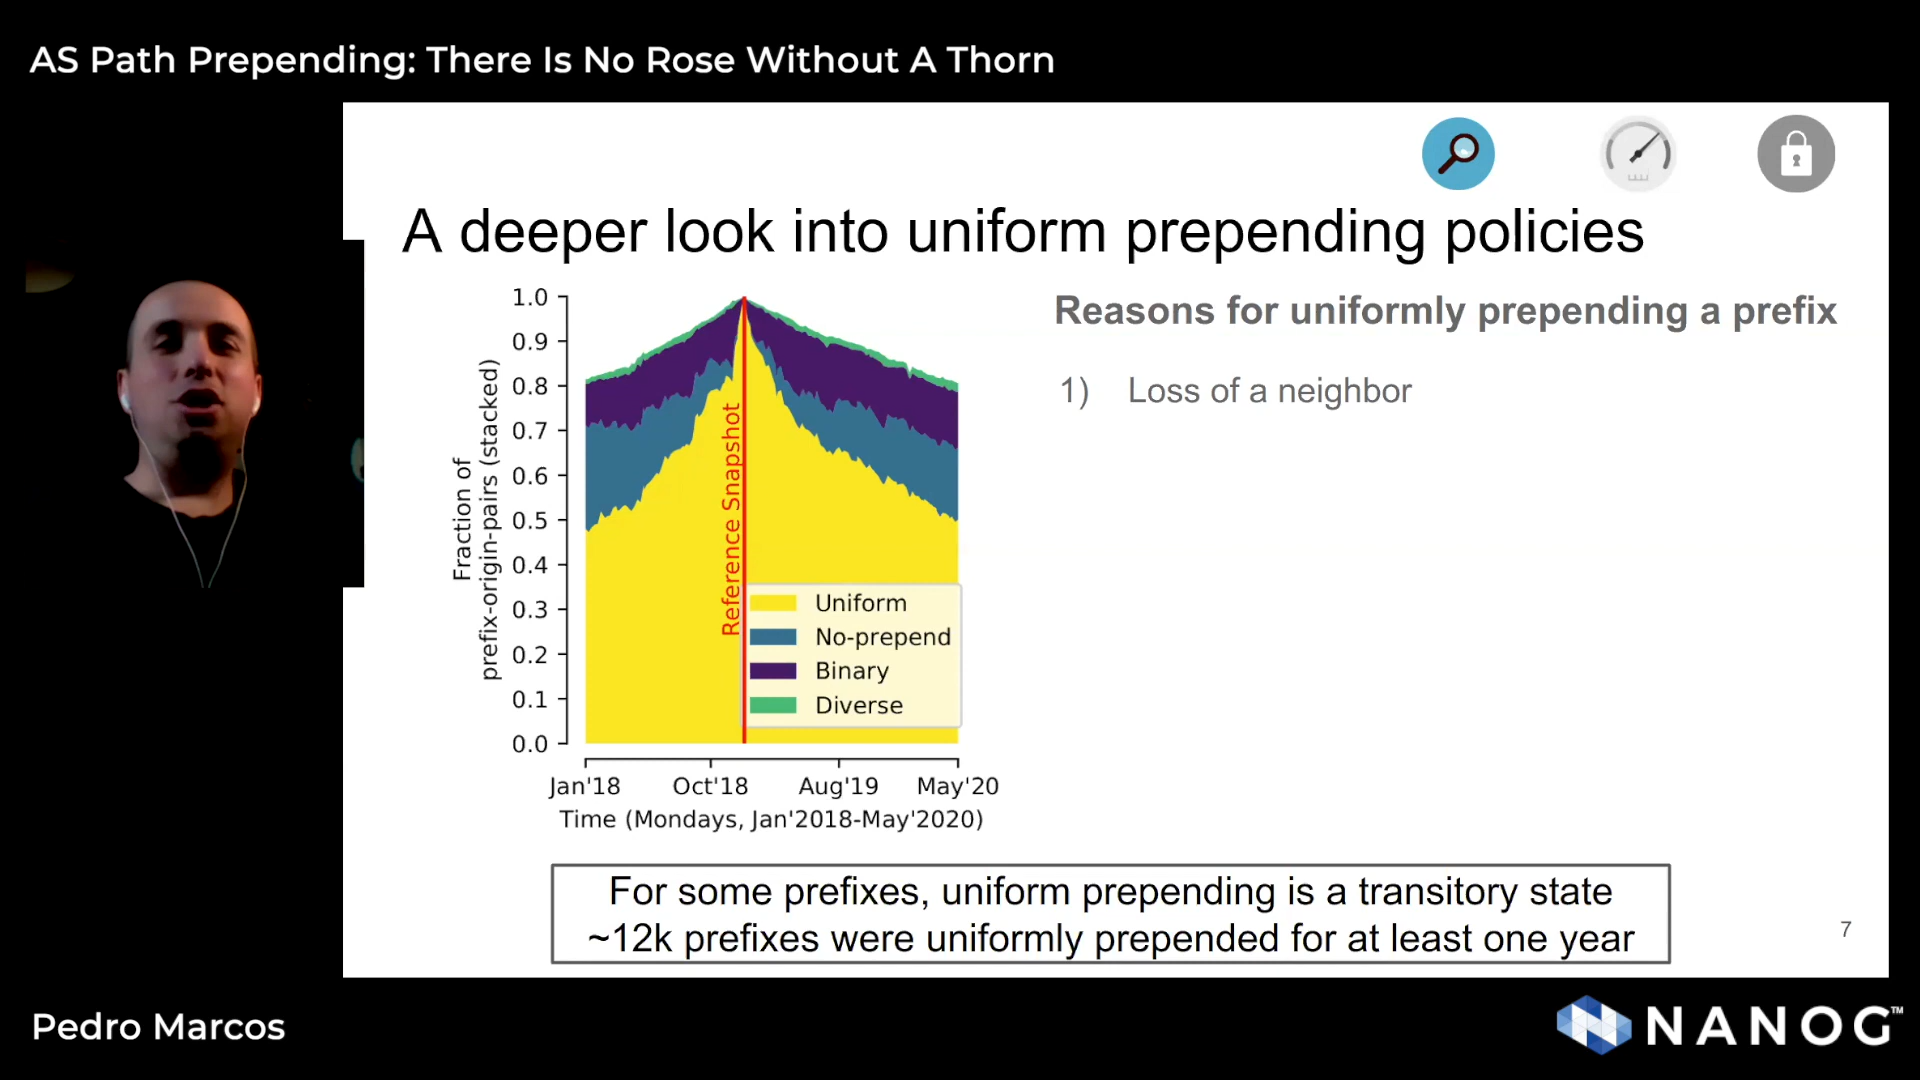 AS Path Prepending: There Is No Rose Without A Thorn
A deeper look into uniform prepending policies
Fraction of
prefix-origin-pairs (stacked)
1.0
0.9
0.8
0.7
0.6
0.5
0.4
0.3
0.2
0.1
0.0
Reference Snapshot
Uniform
No-prepend
Binary
Diverse
Jan'18 Oct'18 Aug'19 May'20
Time (Mondays, Jan'2018-May'2020)
Reasons for uniformly prepending a prefix
1) Loss of a neighbor
For some prefixes, uniform prepending is a transitory state
~12k prefixes were uniformly prepended for at least one year
7
Pedro Marcos
NANOG™